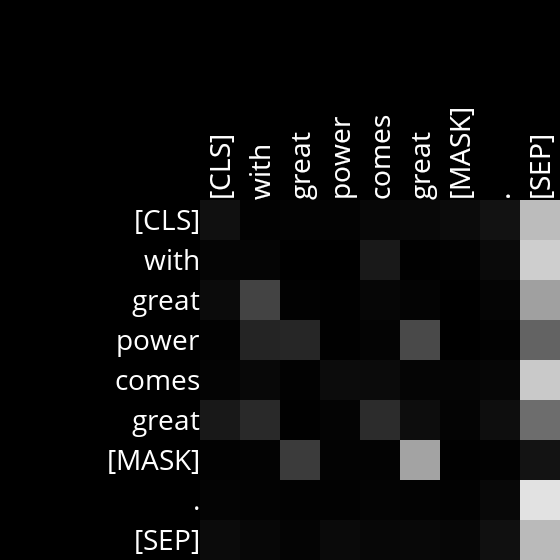 [CLS] with great power comes great [MASK] . [SEP]
[CLS]
with
great
power
comes
great
[MASK]
.
[SEP]